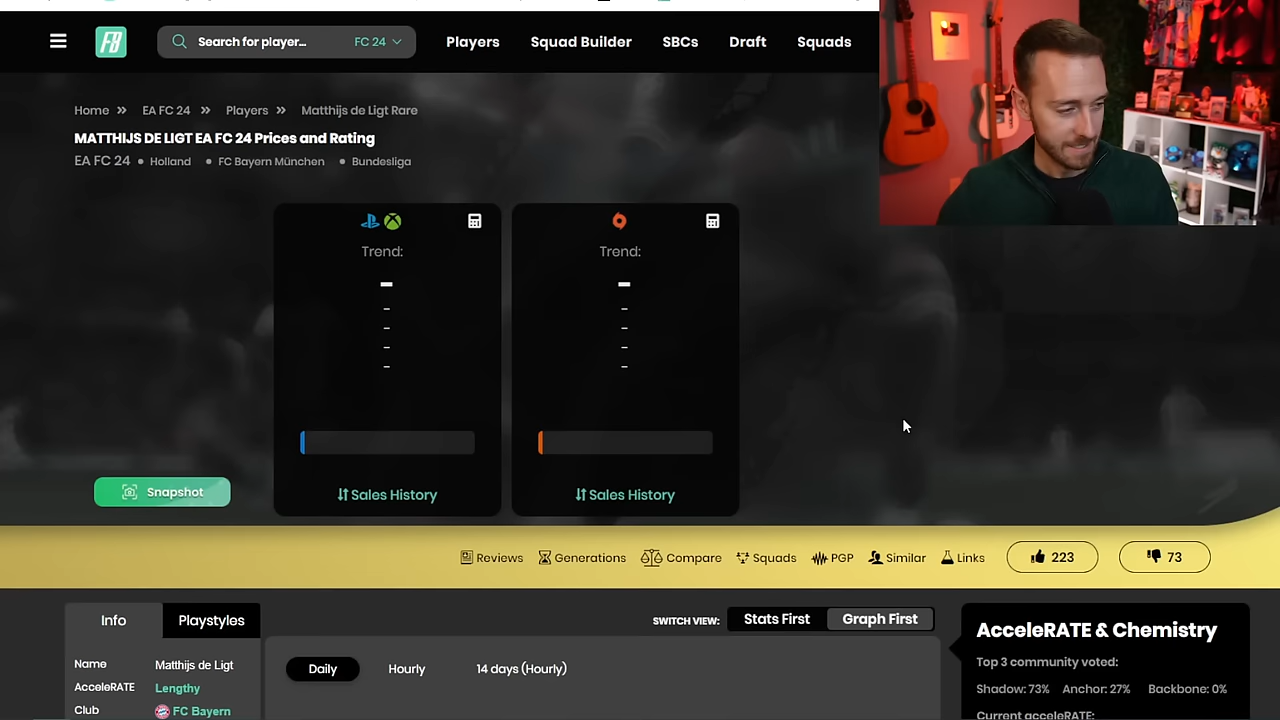 FB
Search for player...
FC 24
Players
Squad Builder
SBCs
Draft
Squads
Home » EA FC 24 » Players » Matthijs de Ligt Rare
MATTHIJS DE LIGT EA FC 24 Prices and Rating
EA FC 24 • Holland • FC Bayern München • Bundesliga
Trend:
-
-
-
-
-
Sales History
Trend:
-
-
-
-
-
Sales History
Snapshot
Reviews
Generations
Compare
Squads
PGP
Similar
Links
223
73
Info
Playstyles
Name Matthijs de Ligt
AcceleRATE Lengthy
Club FC Bayern
SWITCH VIEW:
Stats First
Graph First
Daily
Hourly
14 days (Hourly)
AcceleRATE & Chemistry
Top 3 community voted:
Shadow: 73% Anchor: 27% Backbone: 0%
Current acceleRATE: